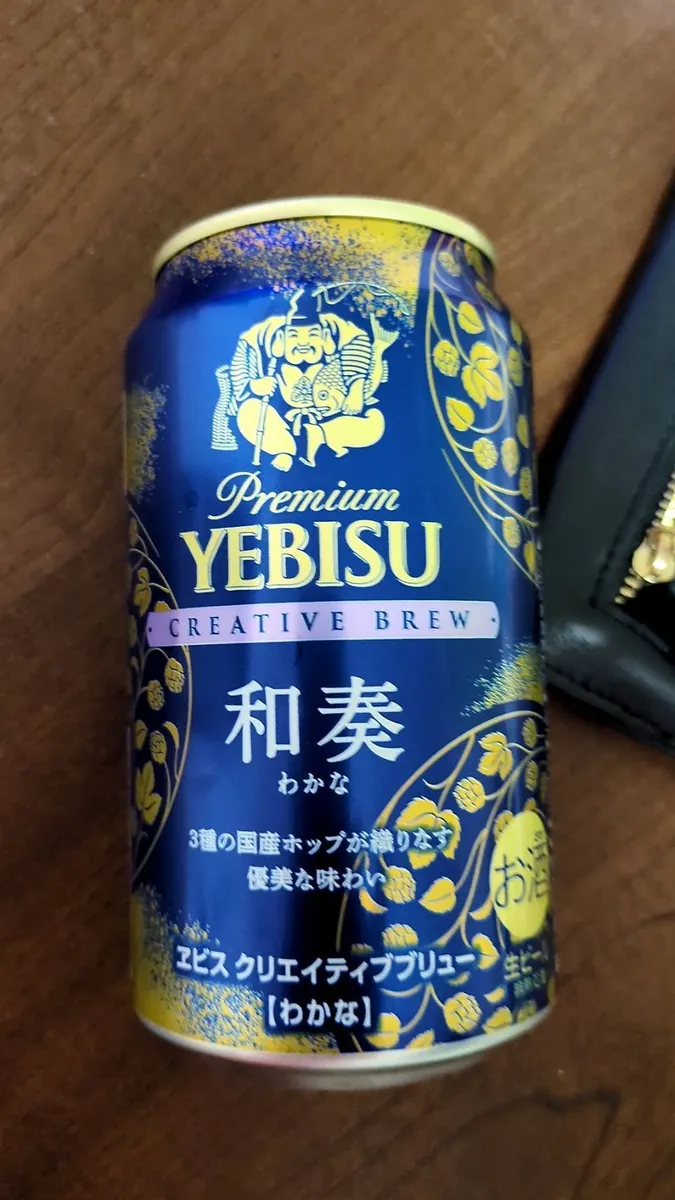 Premium
YEBISU
· CREATIVE BREW ·
和奏
わかな
3種の国産ホップが織りなす
優美な味わい
お酒
ヱビス クリエイティブブリュー
生ビール
【わかな】